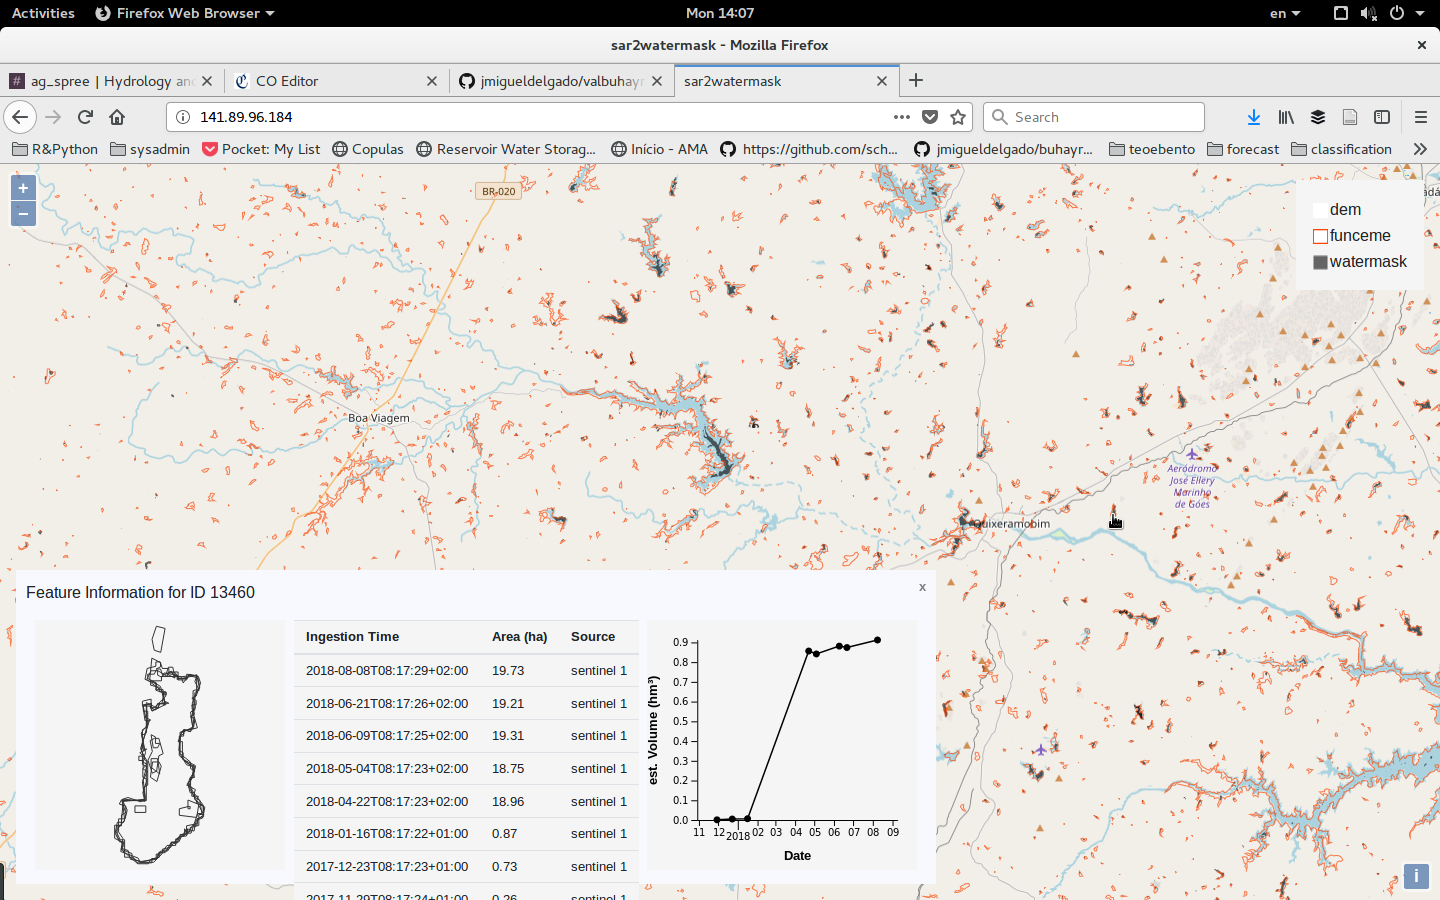 Activities Firefox Web Browser Mon 14:07 en
sar2watermask - Mozilla Firefox
ag_spree | Hydrology and CO Editor jmigueldelgado/valbuhayr sar2watermask
141.89.96.184 Search
R&Python sysadmin Pocket: My List Copulas Reservoir Water Storag... Início - AMA https://github.com/sch... jmigueldelgado/buhayr... teoebento forecast classification
+
−
BR-020
dem
funceme
watermask
Boa Viagem
Aeródromo
José Ellery
Marinho
de Goes
Quixeramobim
Feature Information for ID 13460 x
Ingestion Time Area (ha) Source
2018-08-08T08:17:29+02:00 19.73 sentinel 1
2018-06-21T08:17:26+02:00 19.21 sentinel 1
2018-06-09T08:17:25+02:00 19.31 sentinel 1
2018-05-04T08:17:23+02:00 18.75 sentinel 1
2018-04-22T08:17:23+02:00 18.96 sentinel 1
2018-01-16T08:17:22+01:00 0.87 sentinel 1
2017-12-23T08:17:23+01:00 0.73 sentinel 1
2017-11-29T08:17:24+01:00 0.26 sentinel 1
est. Volume (hm³)
0.9
0.8
0.7
0.6
0.5
0.4
0.3
0.2
0.1
0.0
11 12 2018 02 03 04 05 06 07 08 09
Date
i